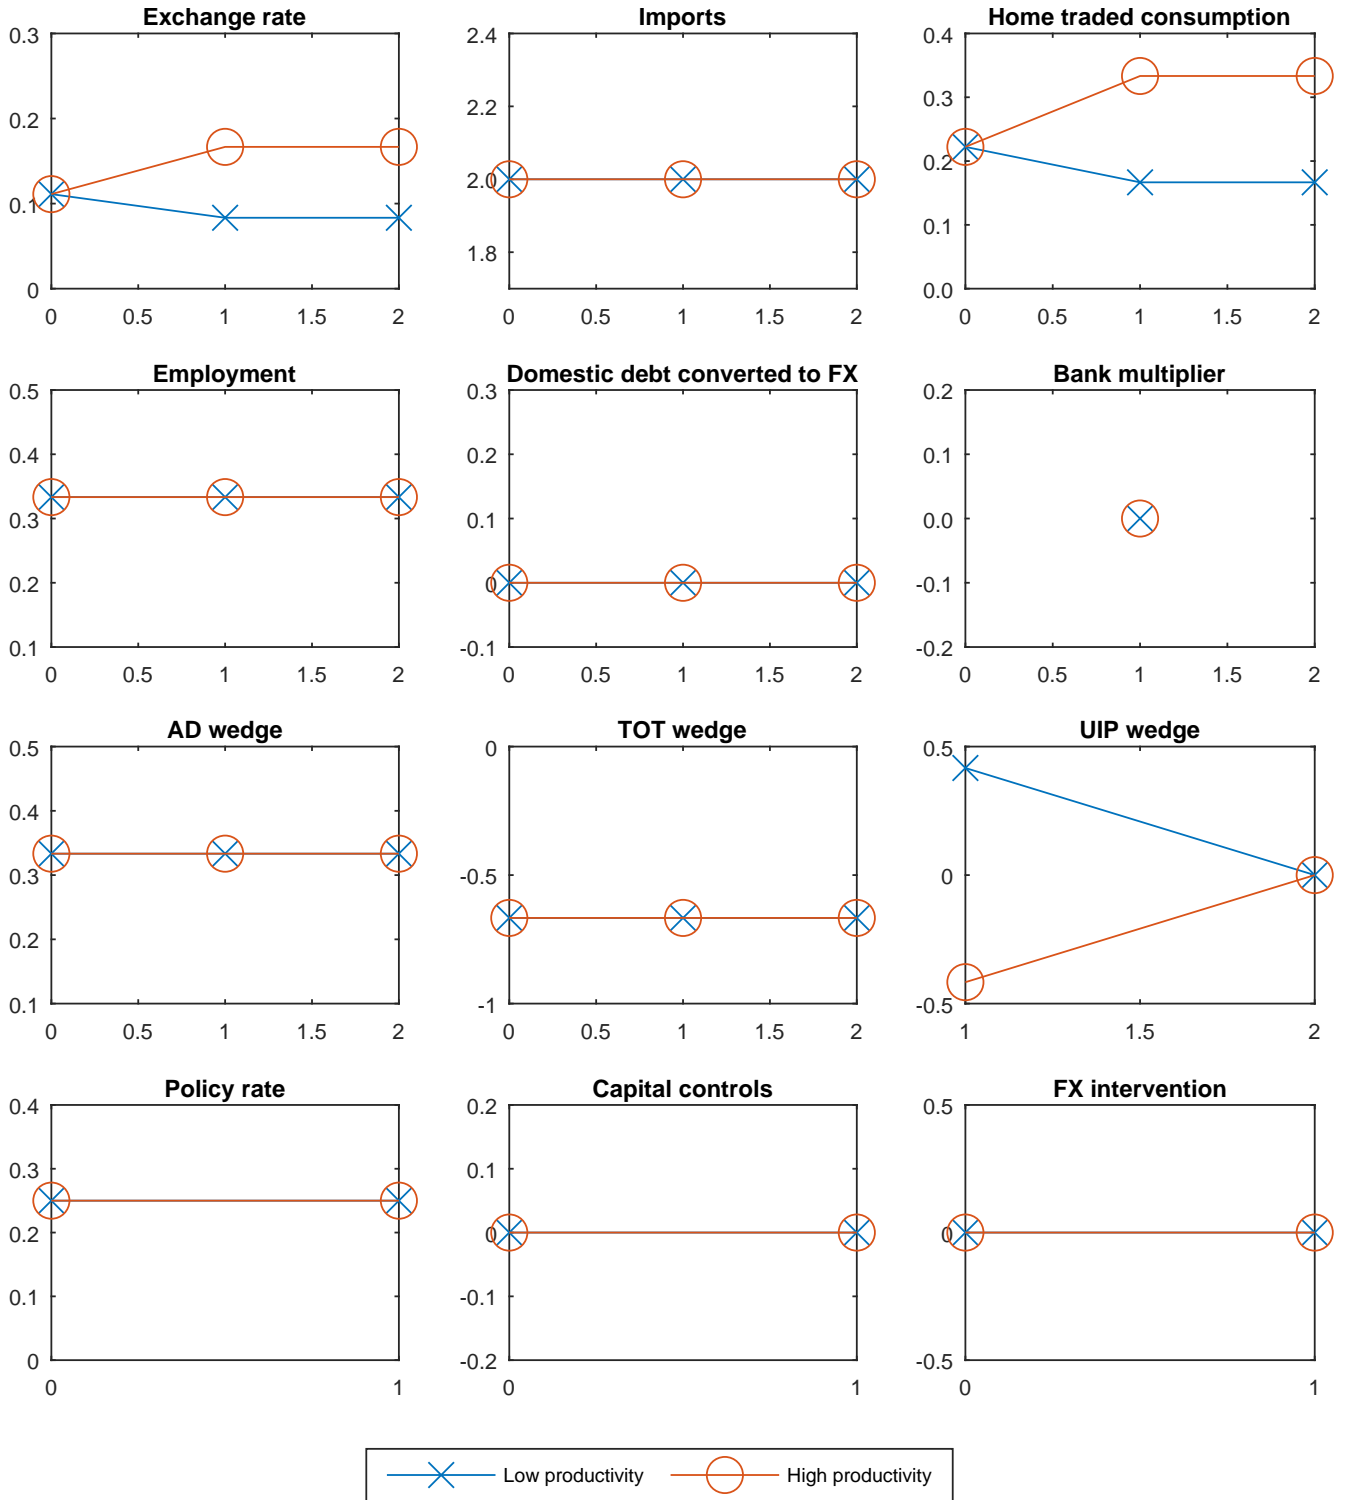 Exchange rate
0.3
0.2
0.1
0
0 0.5 1 1.5 2
Imports
2.4
2.2
2.0
1.8
0 0.5 1 1.5 2
Home traded consumption
0.4
0.3
0.2
0.1
0.0
0 0.5 1 1.5 2
Employment
0.5
0.4
0.3
0.2
0.1
0 0.5 1 1.5 2
Domestic debt converted to FX
0.3
0.2
0.1
0
-0.1
0 0.5 1 1.5 2
Bank multiplier
0.2
0.1
0.0
-0.1
-0.2
0 0.5 1 1.5 2
AD wedge
0.5
0.4
0.3
0.2
0.1
0 0.5 1 1.5 2
TOT wedge
0
-0.5
-1
0 0.5 1 1.5 2
UIP wedge
0.5
0
-0.5
1 1.5 2
Policy rate
0.4
0.3
0.2
0.1
0
0 1
Capital controls
0.2
0.1
0
-0.1
-0.2
0 1
FX intervention
0.5
0
-0.5
0 1
Low productivity High productivity